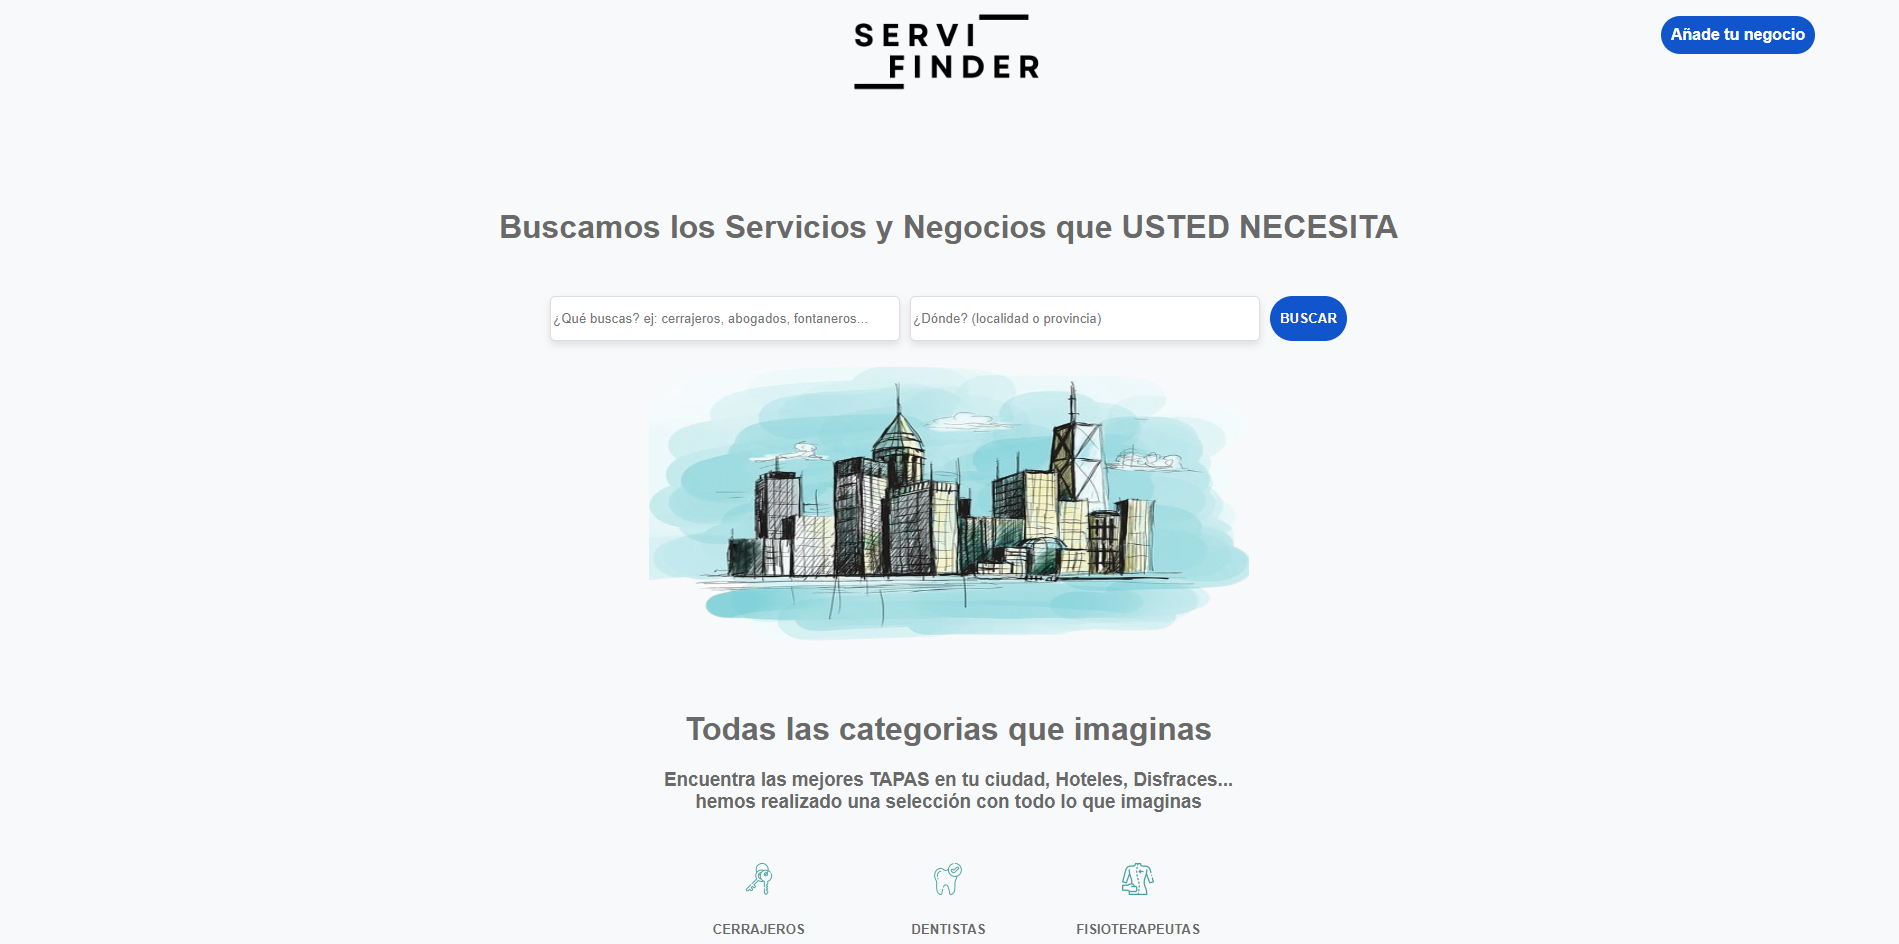 SERVI
FINDER
Añade tu negocio
Buscamos los Servicios y Negocios que USTED NECESITA
¿Qué buscas? ej: cerrajeros, abogados, fontaneros...
¿Dónde? (localidad o provincia)
BUSCAR
Todas las categorias que imaginas
Encuentra las mejores TAPAS en tu ciudad, Hoteles, Disfraces...
hemos realizado una selección con todo lo que imaginas
CERRAJEROS
DENTISTAS
FISIOTERAPEUTAS